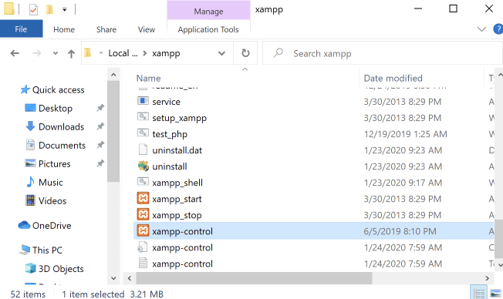 Manage
xampp
File
Home
Share
View
Application Tools
Local ...
xampp
Search xampp
Name
Date modified
T
Quick access
Desktop
Downloads
Documents
Pictures
Music
Videos
OneDrive
This PC
3D Objects
service 3/30/2013 8:29 PM W
setup_xampp 3/30/2013 8:29 PM W
test_php 12/19/2019 1:25 AM W
uninstall.dat 1/23/2020 9:23 AM D
uninstall 1/23/2020 9:23 AM A
xampp_shell 1/23/2020 9:17 AM W
xampp_start 3/30/2013 8:29 PM A
xampp_stop 3/30/2013 8:29 PM A
xampp-control 6/5/2019 8:10 PM A
xampp-control 1/24/2020 7:59 AM C
xampp-control 1/24/2020 7:59 AM T
52 items 1 item selected 3.21 MB